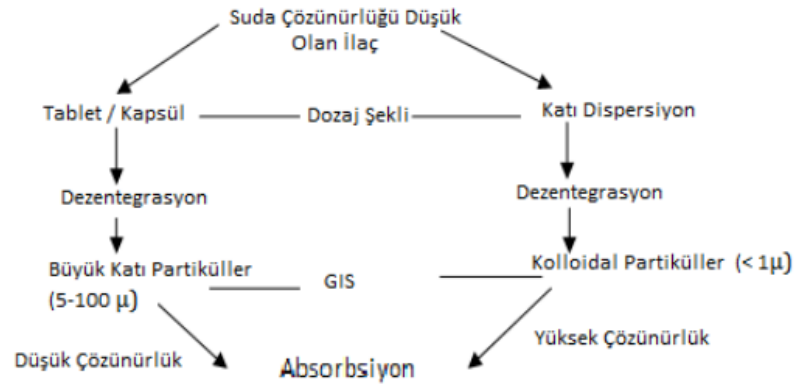 Suda Çözünürlüğü Düşük
Olan İlaç
Tablet / Kapsül
Dozaj Şekli
Katı Dispersiyon
Dezentegrasyon
Dezentegrasyon
Büyük Katı Partiküller
(5-100 µ)
GIS
Kolloidal Partiküller (< 1µ)
Düşük Çözünürlük
Absorbsiyon
Yüksek Çözünürlük